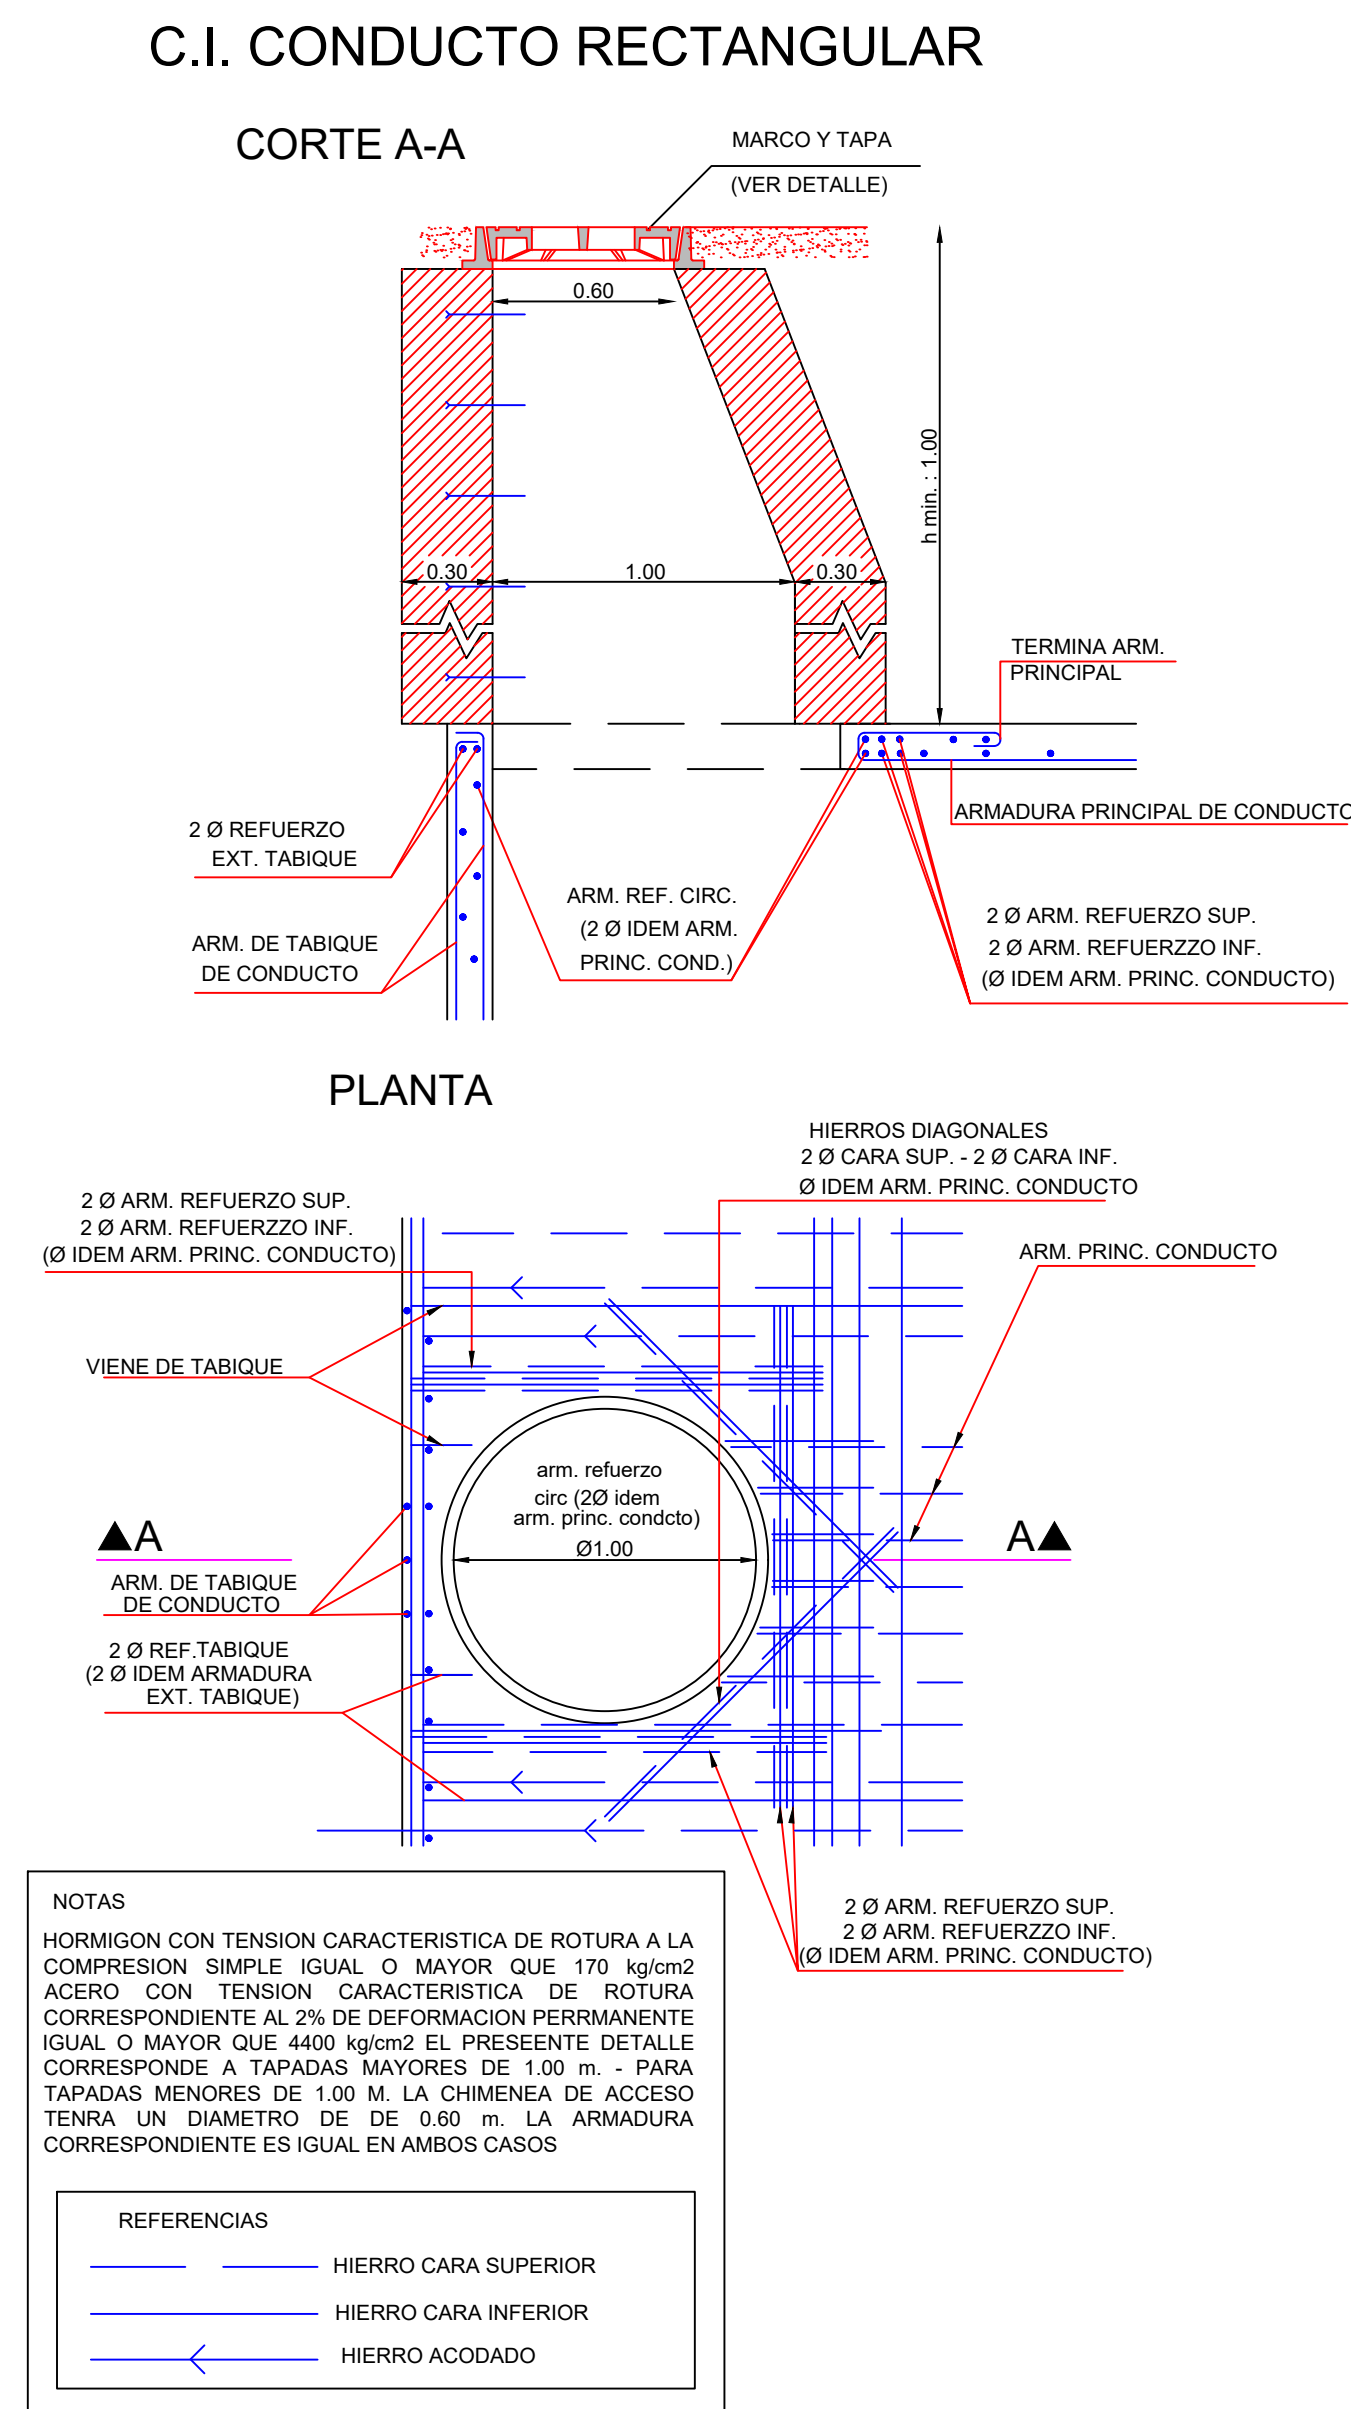 C.I. CONDUCTO RECTANGULAR
CORTE A-A
MARCO Y TAPA
(VER DETALLE)
0.60
h min. : 1.00
0.30
1.00
0.30
TERMINA ARM.
PRINCIPAL
ARMADURA PRINCIPAL DE CONDUCTO
2 Ø REFUERZO
EXT. TABIQUE
ARM. DE TABIQUE
DE CONDUCTO
ARM. REF. CIRC.
(2 Ø IDEM ARM.
PRINC. COND.)
2 Ø ARM. REFUERZO SUP.
2 Ø ARM. REFUERZZO INF.
(Ø IDEM ARM. PRINC. CONDUCTO)
PLANTA
HIERROS DIAGONALES
2 Ø CARA SUP. - 2 Ø CARA INF.
Ø IDEM ARM. PRINC. CONDUCTO
2 Ø ARM. REFUERZO SUP.
2 Ø ARM. REFUERZZO INF.
(Ø IDEM ARM. PRINC. CONDUCTO)
ARM. PRINC. CONDUCTO
VIENE DE TABIQUE
arm. refuerzo
circ (2Ø idem
arm. princ. condcto)
Ø1.00
▲A
A▲
ARM. DE TABIQUE
DE CONDUCTO
2 Ø REF.TABIQUE
(2 Ø IDEM ARMADURA
EXT. TABIQUE)
2 Ø ARM. REFUERZO SUP.
2 Ø ARM. REFUERZZO INF.
(Ø IDEM ARM. PRINC. CONDUCTO)
NOTAS
HORMIGON CON TENSION CARACTERISTICA DE ROTURA A LA
COMPRESION SIMPLE IGUAL O MAYOR QUE 170 kg/cm2
ACERO CON TENSION CARACTERISTICA DE ROTURA
CORRESPONDIENTE AL 2% DE DEFORMACION PERRMANENTE
IGUAL O MAYOR QUE 4400 kg/cm2 EL PRESEENTE DETALLE
CORRESPONDE A TAPADAS MAYORES DE 1.00 m. - PARA
TAPADAS MENORES DE 1.00 M. LA CHIMENEA DE ACCESO
TENRA UN DIAMETRO DE DE 0.60 m. LA ARMADURA
CORRESPONDIENTE ES IGUAL EN AMBOS CASOS
REFERENCIAS
HIERRO CARA SUPERIOR
HIERRO CARA INFERIOR
HIERRO ACODADO